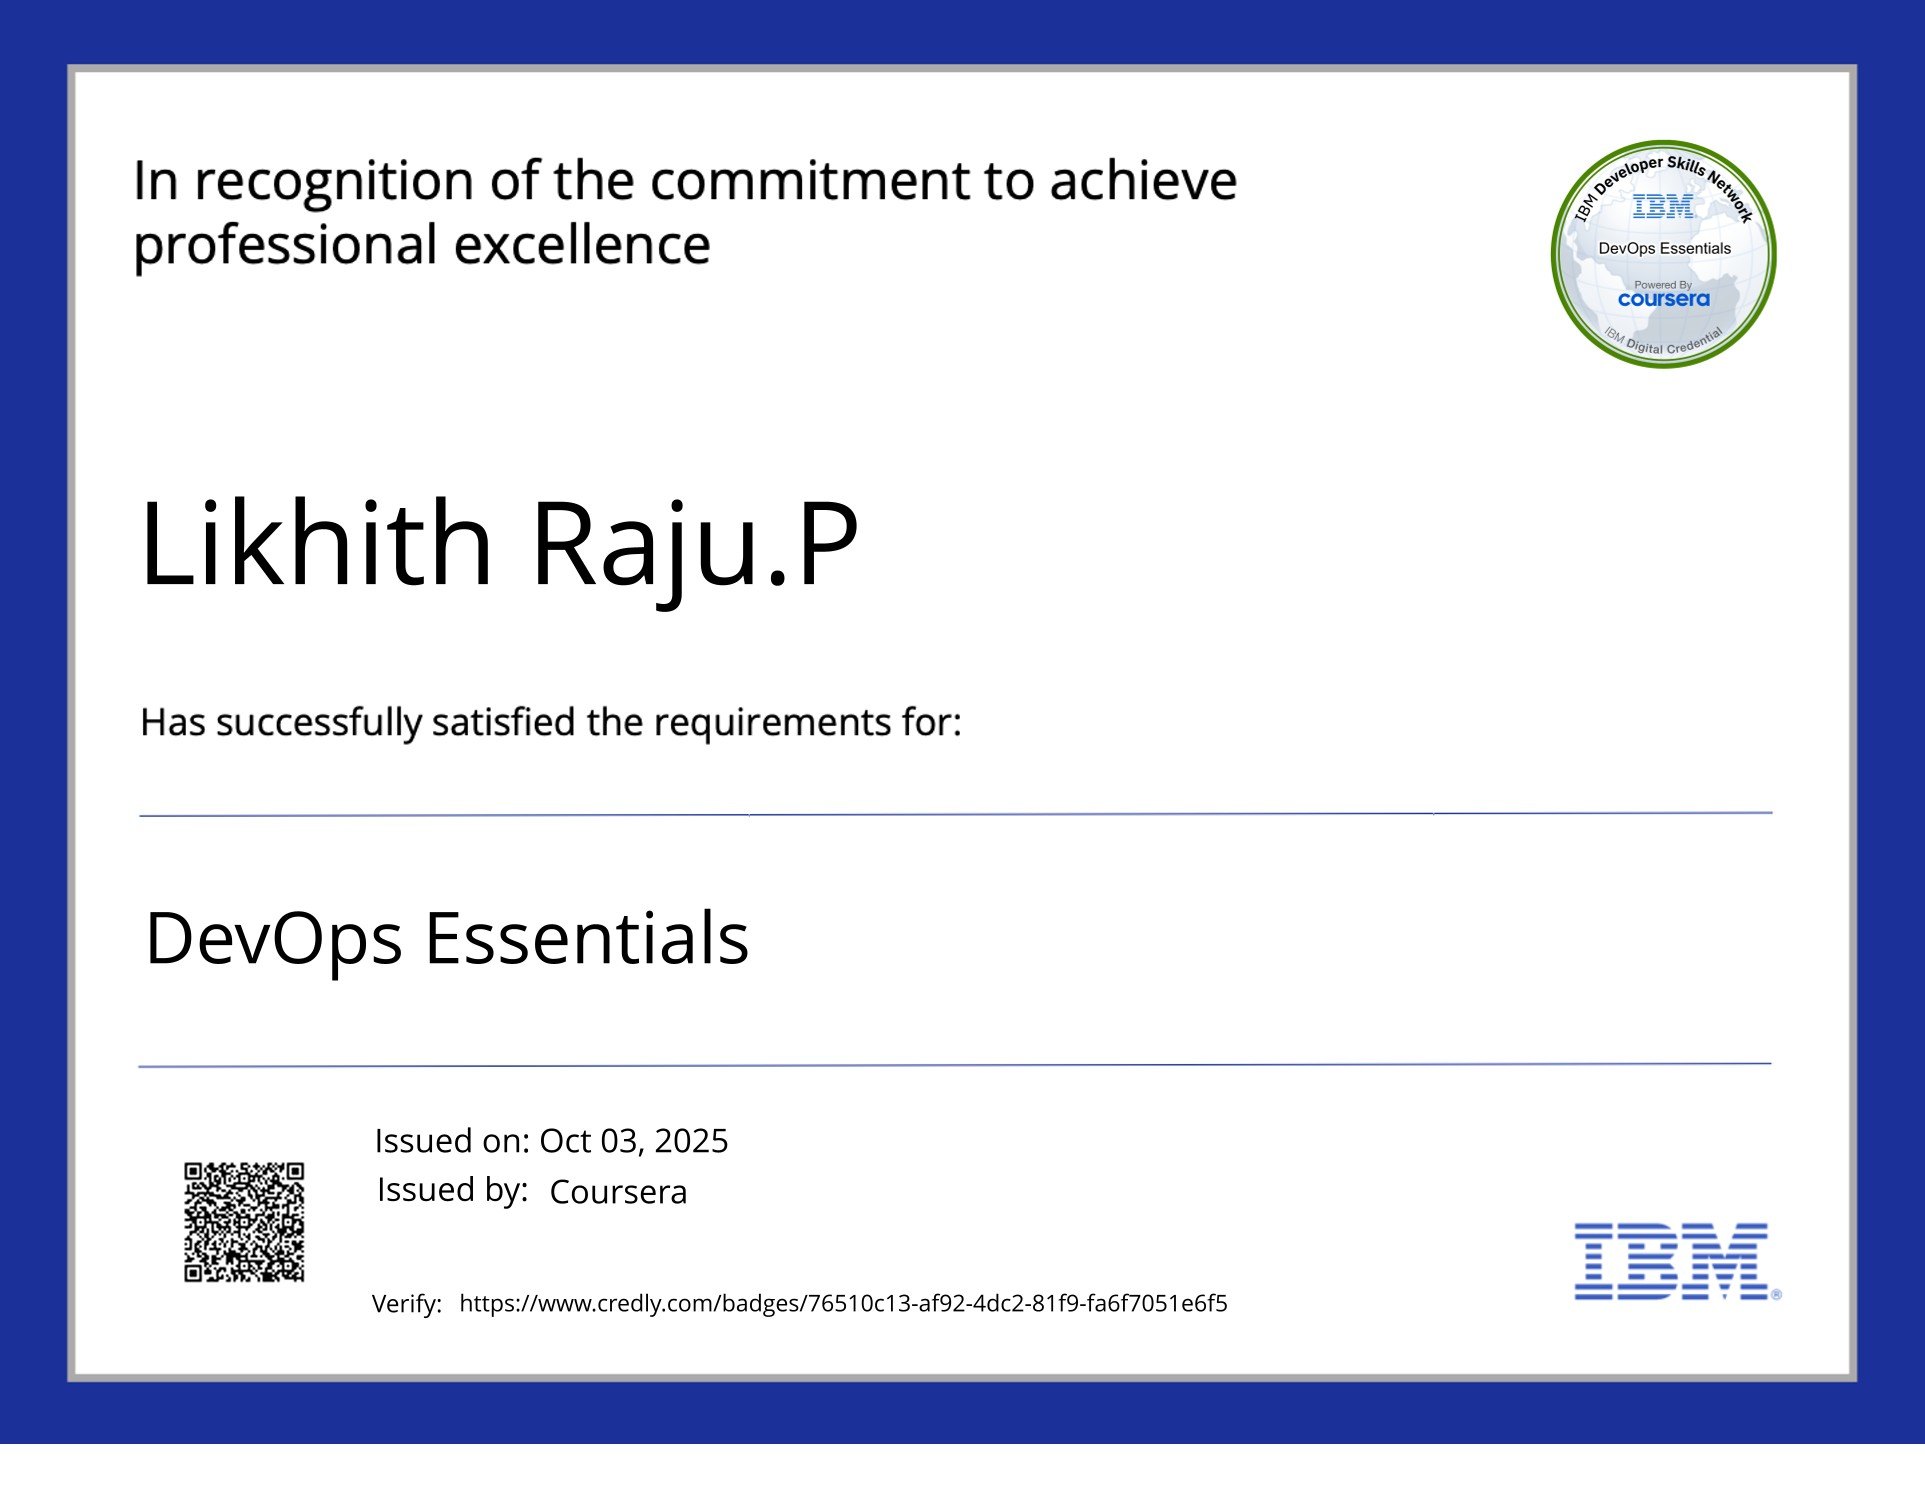 In recognition of the commitment to achieve
professional excellence
IBM Developer Skills Network
IBM
DevOps Essentials
Powered By
coursera
IBM Digital Credential
Likhith Raju.P
Has successfully satisfied the requirements for:
DevOps Essentials
Issued on: Oct 03, 2025
Issued by: Coursera
Verify: https://www.credly.com/badges/76510c13-af92-4dc2-81f9-fa6f7051e6f5
IBM®